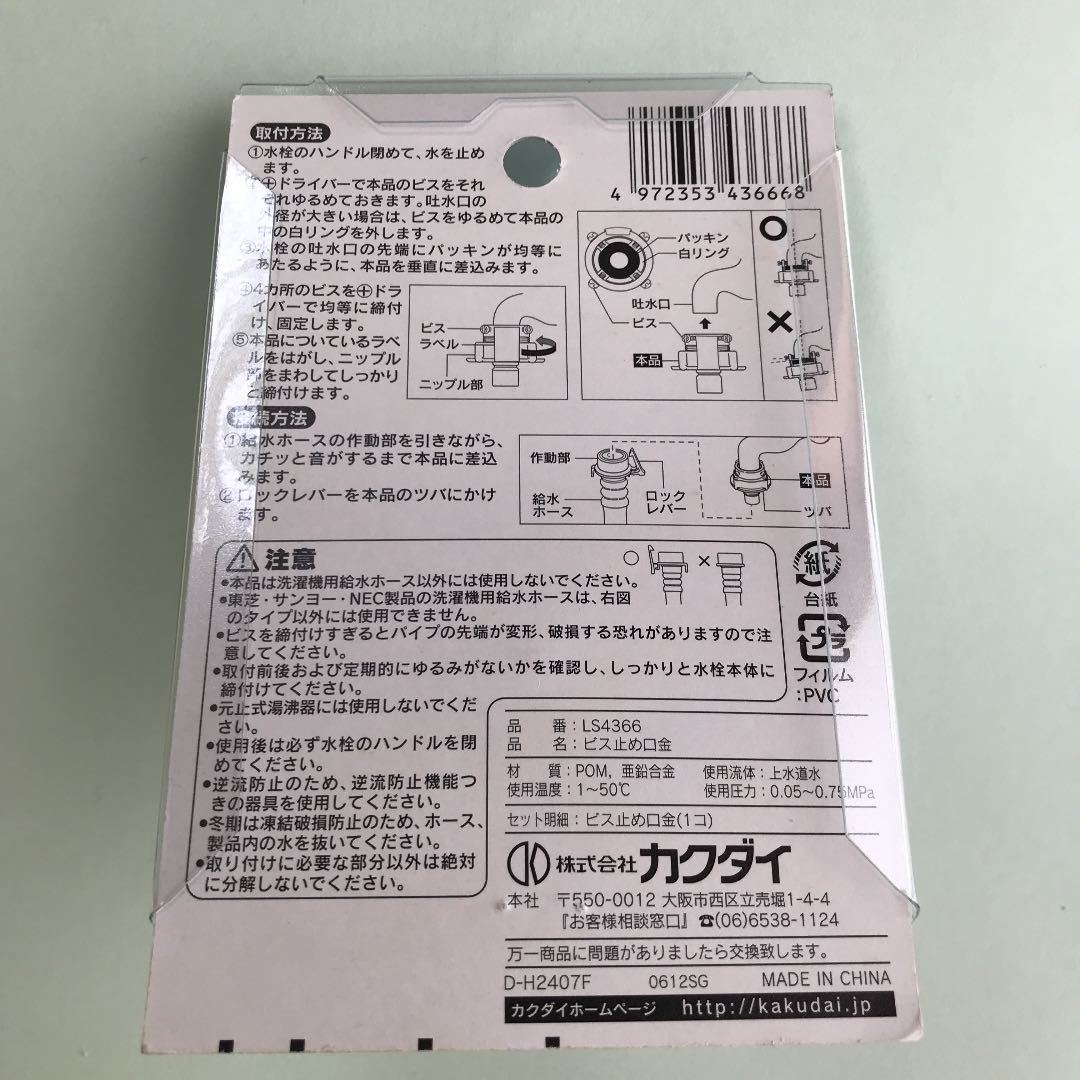 取付方法
①水栓のハンドル閉めて、水を止め
ます。
⊕ドライバーで本品のビスをそれ
ぞれゆるめておきます。吐水口の
外径が大きい場合は、ビスをゆるめて本品の
中の白リングを外します。
③水栓の吐水口の先端にパッキンが均等に
あたるように、本品を垂直に差込みます。
④4カ所のビスを⊕ドラ
イバーで均等に締付
け、固定します。
⑤本品についているラベ
ルをはがし、ニップル
部をまわしてしっかり
と締付けます。
ビス
ラベル
ニップル部
4 972353 436668
パッキン
白リング
吐水口
ビス
本品
○
×
接続方法
①給水ホースの作動部を引きながら、
カチッと音がするまで本品に差込
みます。
②ロックレバーを本品のツバにかけ
ます。
作動部
給水
ホース
ロック
レバー
本品
ツバ
注意
○ ×
●本品は洗濯機用給水ホース以外には使用しないでください。
●東芝・サンヨー・NEC製品の洗濯機用給水ホースは、右図
のタイプ以外には使用できません。
●ビスを締付けすぎるとパイプの先端が変形、破損する恐れがありますので注
意してください。
●取付前後および定期的にゆるみがないかを確認し、しっかりと水栓本体に
締付けてください。
●元止式湯沸器には使用しないでくだ
さい。
●使用後は必ず水栓のハンドルを閉
めてください。
●逆流防止のため、逆流防止機能つ
きの器具を使用してください。
●冬期は凍結破損防止のため、ホース、
製品内の水を抜いてください。
●取り付けに必要な部分以外は絶対
に分解しないでください。
紙
台紙
プラ
フィルム
:PVC
品　番:LS4366
品　名:ビス止め口金
材　質:POM, 亜鉛合金　使用流体:上水道水
使用温度:1~50℃　使用圧力:0.05~0.75MPa
セット明細:ビス止め口金(1コ)
株式会社 カクダイ
本社 〒550-0012 大阪市西区立売堀1-4-4
『お客様相談窓口』 ☎(06)6538-1124
万一商品に問題がありましたら交換致します。
D-H2407F　0612SG　MADE IN CHINA
カクダイホームページ http://kakudai.jp